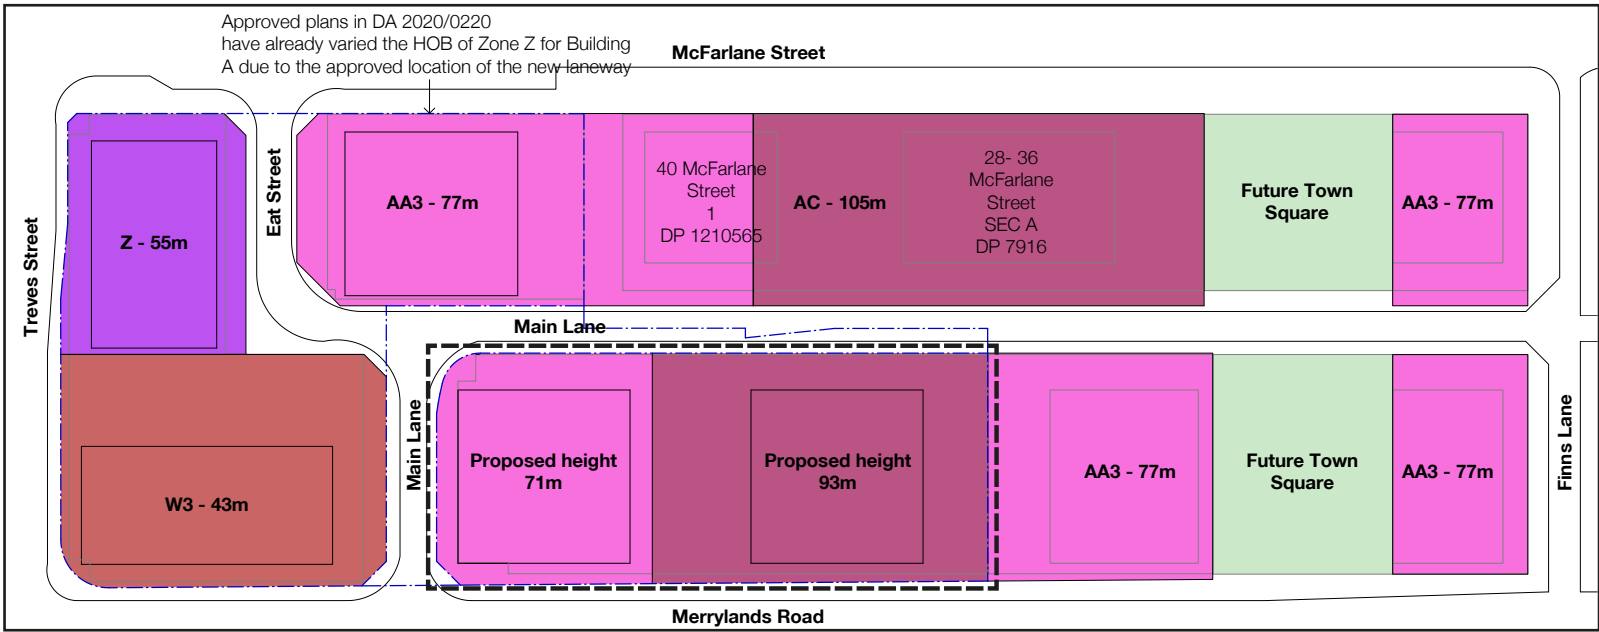 Approved plans in DA 2020/0220
have already varied the HOB of Zone Z for Building
A due to the approved location of the new laneway
McFarlane Street
Treves Street
Z - 55m
Eat Street
AA3 - 77m
40 McFarlane
Street
1
DP 1210565
AC - 105m
28- 36
McFarlane
Street
SEC A
DP 7916
Future Town
Square
AA3 - 77m
Main Lane
W3 - 43m
Main Lane
Proposed height
71m
Proposed height
93m
AA3 - 77m
Future Town
Square
AA3 - 77m
Finns Lane
Merrylands Road